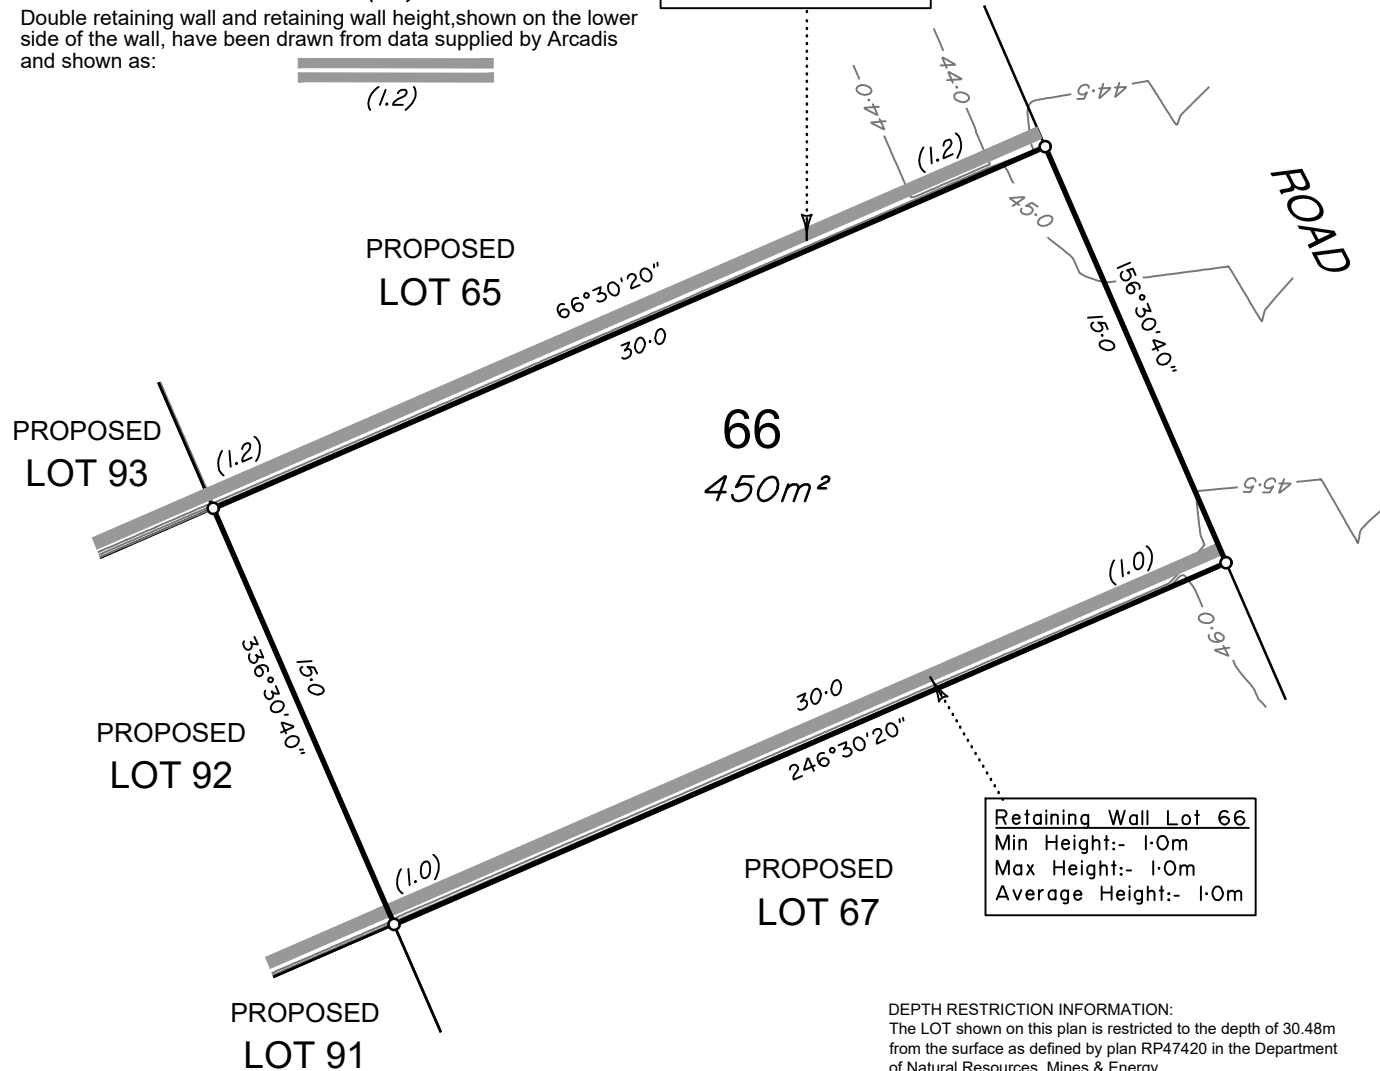 Double retaining wall and retaining wall height,shown on the lower
side of the wall, have been drawn from data supplied by Arcadis
and shown as:
(1.2)
44·0
44·0
44·5
(1.2)
45·0
ROAD
PROPOSED
LOT 65
66°30'20"
30·0
156°30'40"
15·0
PROPOSED
LOT 93
(1.2)
66
450m²
45·5
(1.0)
46·0
336°30'40"
15·0
30·0
246°30'20"
PROPOSED
LOT 92
Retaining Wall Lot 66
Min Height:- 1·0m
Max Height:- 1·0m
Average Height:- 1·0m
(1.0)
PROPOSED
LOT 67
PROPOSED
LOT 91
DEPTH RESTRICTION INFORMATION:
The LOT shown on this plan is restricted to the depth of 30.48m
from the surface as defined by plan RP47420 in the Department
of Natural Resources, Mines & Energy